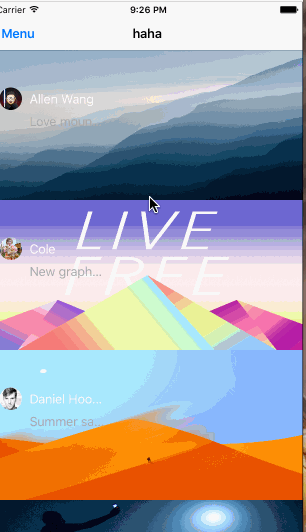 Carrier 9:26 PM
Menu haha
Allen Wang
Love moun...
LIVE
Cole
FREE
New graph...
Daniel Hoo...
Summer sa...